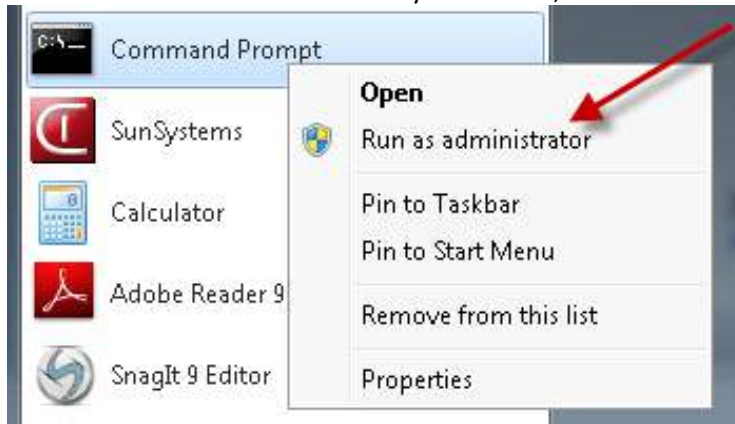 C:\_
Command Prompt
Open
SunSystems
Run as administrator
Calculator
Pin to Taskbar
Pin to Start Menu
Adobe Reader 9
Remove from this list
SnagIt 9 Editor
Properties